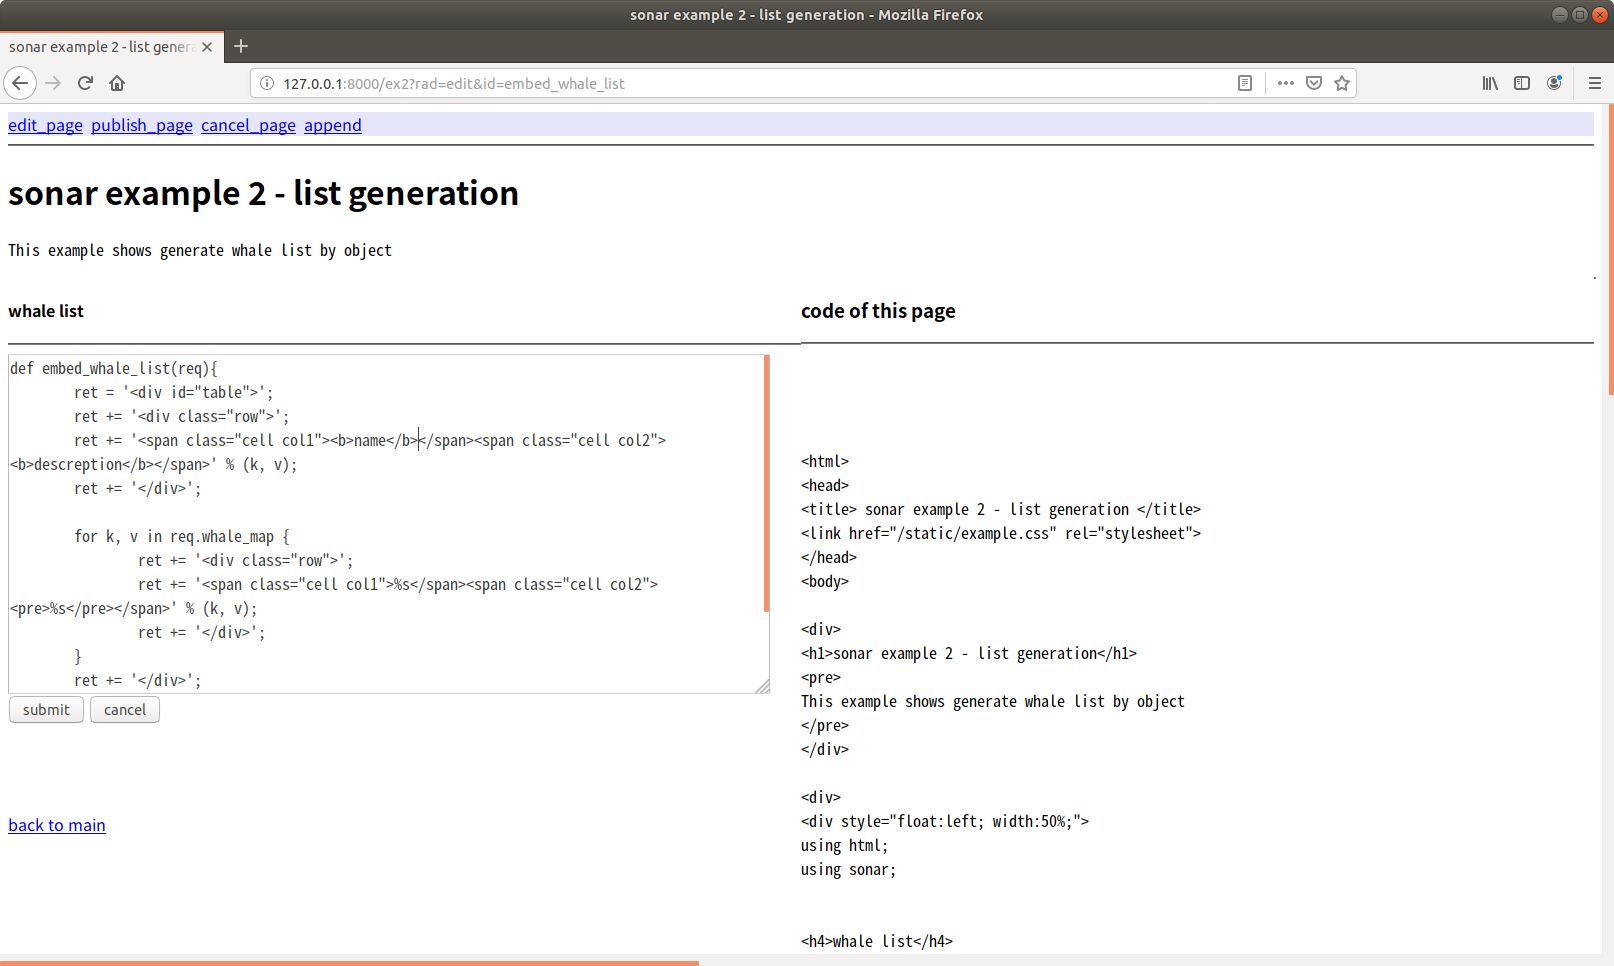 sonar example 2 - list generation - Mozilla Firefox
sonar example 2 - list gener
127.0.0.1:8000/ex2?rad=edit&id=embed_whale_list
edit_page publish_page cancel_page append
sonar example 2 - list generation
This example shows generate whale list by object
whale list
def embed_whale_list(req){
ret = '<div id="table">';
ret += '<div class="row">';
ret += '<span class="cell col1"><b>name</b></span><span class="cell col2">
<b>descreption</b></span>' % (k, v);
ret += '</div>';
for k, v in req.whale_map {
ret += '<div class="row">';
ret += '<span class="cell col1">%s</span><span class="cell col2">
<pre>%s</pre></span>' % (k, v);
ret += '</div>';
}
ret += '</div>';
submit cancel
back to main
code of this page
<html>
<head>
<title> sonar example 2 - list generation </title>
<link href="/static/example.css" rel="stylesheet">
</head>
<body>
<div>
<h1>sonar example 2 - list generation</h1>
<pre>
This example shows generate whale list by object
</pre>
</div>
<div>
<div style="float:left; width:50%;">
using html;
using sonar;
<h4>whale list</h4>